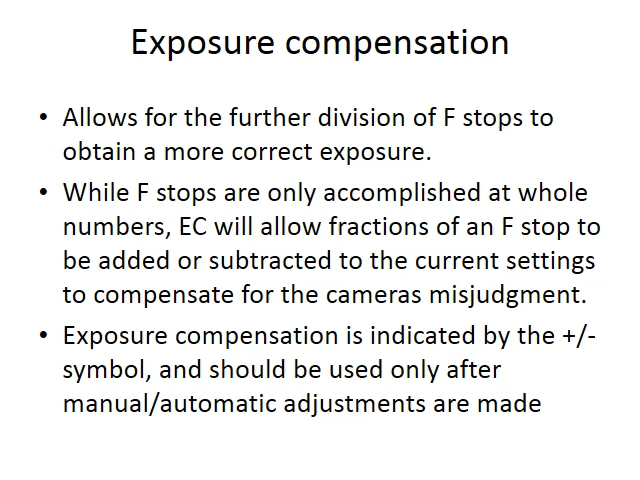 Exposure compensation
• Allows for the further division of F stops to
obtain a more correct exposure.
• While F stops are only accomplished at whole
numbers, EC will allow fractions of an F stop to
be added or subtracted to the current settings
to compensate for the cameras misjudgment.
• Exposure compensation is indicated by the +/-
symbol, and should be used only after
manual/automatic adjustments are made